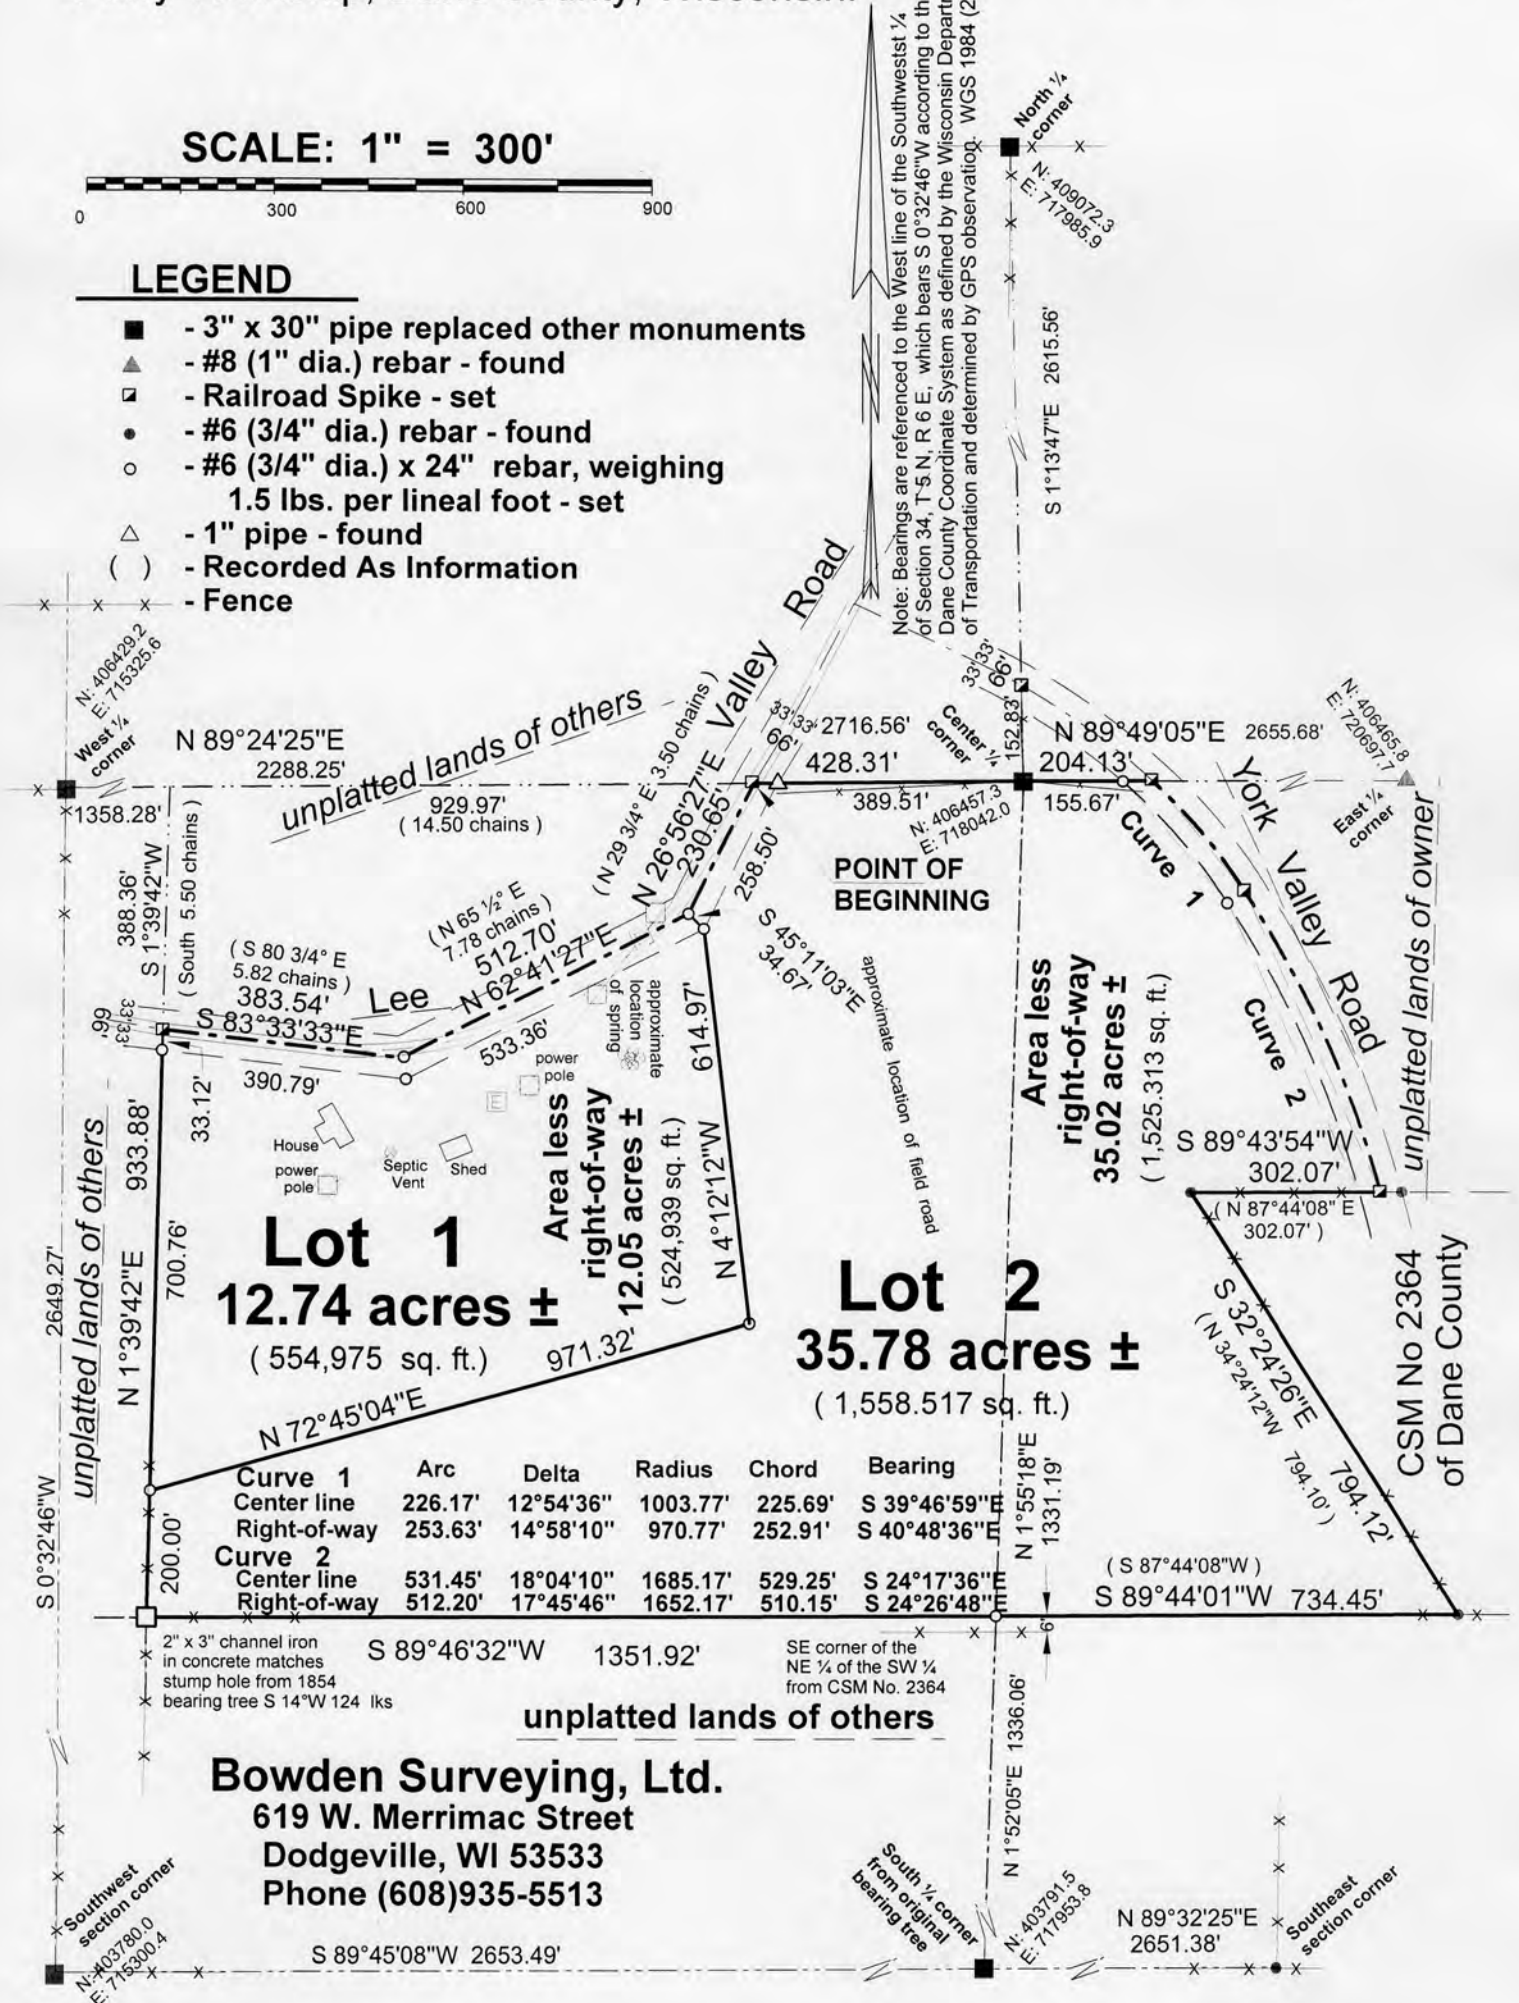 SCALE: 1" = 300'
0 300 600 900
LEGEND
- 3" x 30" pipe replaced other monuments
- #8 (1" dia.) rebar - found
- Railroad Spike - set
- #6 (3/4" dia.) rebar - found
- #6 (3/4" dia.) x 24" rebar, weighing
1.5 lbs. per lineal foot - set
- 1" pipe - found
( ) - Recorded As Information
- Fence
Note: Bearings are referenced to the West line of the Southwestst ¼
of Section 34, T 5 N, R 6 E, which bears S 0°32'46"W according to
Dane County Coordinate System as defined by the Wisconsin
of Transportation and determined by GPS observation. WGS 1984
North ¼
corner
N: 409072.3
E: 717985.9
S 1°13'47"E 2615.56'
N: 406429.2
E: 715325.6
West ¼
corner
N 89°24'25"E
2288.25'
unplatted lands of others
929.97'
( 14.50 chains )
1358.28'
388.36'
S 1°39'42"W
( South 5.50 chains )
Lee Valley Road
( N 29 3/4° E; 3.50 chains )
N 26°56'27"E
230.65'
33' 33'
66'
2716.56'
428.31'
389.51'
Center ¼
corner
N: 406457.3
E: 718042.0
33' 33'
66'
152.83'
N 89°49'05"E 2655.68'
204.13'
155.67'
N: 406465.8
E: 720697.7
East ¼
corner
York Valley Road
Curve 1
Curve 2
unplatted lands of owner
POINT OF
BEGINNING
258.50'
S 45°11'03"E
34.67'
( N 65 ½° E
7.78 chains )
512.70'
N 62°41'27"E
533.36'
( S 80 3/4° E
5.82 chains )
383.54'
S 83°33'33"E
390.79'
33' 33'
66'
33.12'
approximate
location
of spring
power
pole
E
House
power
pole
Septic
Vent
Shed
614.97'
N 4°12'12"W
approximate location of field road
Area less
right-of-way
12.05 acres ±
( 524,939 sq. ft.)
Area less
right-of-way
35.02 acres ±
( 1,525.313 sq. ft.)
S 89°43'54"W
302.07'
( N 87°44'08" E
302.07' )
unplatted lands of others
2649.27'
S 0°32'46"W
N 1°39'42"E 933.88'
700.76'
200.00'
Lot 1
12.74 acres ±
( 554,975 sq. ft.)
971.32'
N 72°45'04"E
Lot 2
35.78 acres ±
( 1,558.517 sq. ft.)
S 32°24'26"E 794.12'
( N 34°24'12"W 794.10' )
CSM No 2364
of Dane County
Curve 1 Arc Delta Radius Chord Bearing
Center line 226.17' 12°54'36" 1003.77' 225.69' S 39°46'59"E
Right-of-way 253.63' 14°58'10" 970.77' 252.91' S 40°48'36"E
Curve 2
Center line 531.45' 18°04'10" 1685.17' 529.25' S 24°17'36"E
Right-of-way 512.20' 17°45'46" 1652.17' 510.15' S 24°26'48"E
N 1°55'18"E
1331.19'
( S 87°44'08"W )
S 89°44'01"W 734.45'
6'
2" x 3" channel iron
in concrete matches
stump hole from 1854
bearing tree S 14°W 124 lks
S 89°46'32"W 1351.92'
SE corner of the
NE ¼ of the SW ¼
from CSM No. 2364
unplatted lands of others
N 1°52'05"E 1336.06'
Bowden Surveying, Ltd.
619 W. Merrimac Street
Dodgeville, WI 53533
Phone (608)935-5513
Southwest
section corner
N: 403780.0
E: 715300.4
S 89°45'08"W 2653.49'
South ¼ corner
from original
bearing tree
N: 403791.5
E: 717953.8
N 89°32'25"E
2651.38'
Southeast
section corner